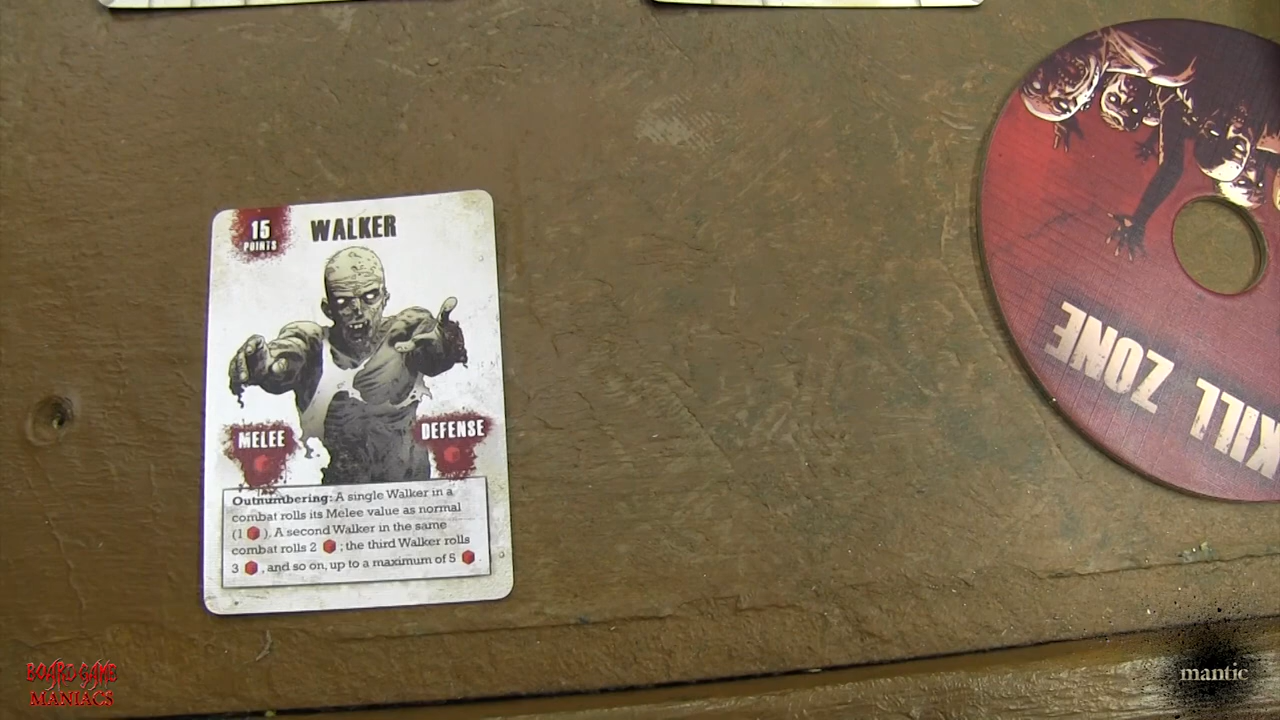 15
POINTS
WALKER
MELEE
DEFENSE
Outnumbering: A single Walker in a
combat rolls its Melee value as normal
(1 ). A second Walker in the same
combat rolls 2 ; the third Walker rolls
3 , and so on, up to a maximum of 5 .
KILL ZONE
BOARD GAME
MANIACS
mantic